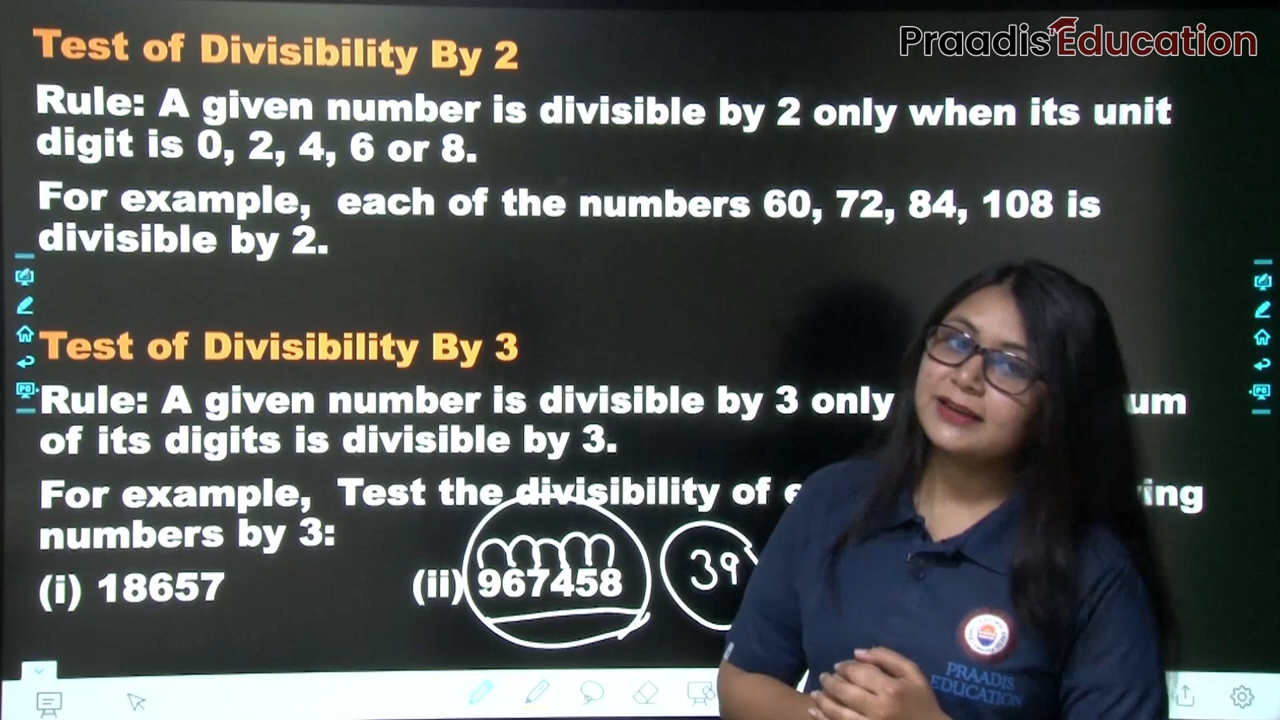 Praadis Education
Test of Divisibility By 2
Rule: A given number is divisible by 2 only when its unit
digit is 0, 2, 4, 6 or 8.
For example, each of the numbers 60, 72, 84, 108 is
divisible by 2.
Test of Divisibility By 3
Rule: A given number is divisible by 3 only um
of its digits is divisible by 3.
For example, Test the divisibility of e ing
numbers by 3:
(i) 18657 (ii) 967458 39
PRAADIS
EDUCATION